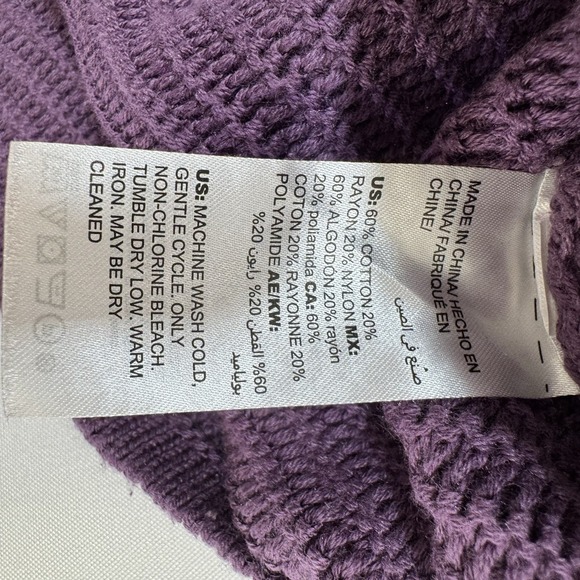 MADE IN CHINA/ HECHO EN
CHINA/ FABRIQUÉ EN
CHINE/
صنع في الصين
US: 60% COTTON 20%
RAYON 20% NYLON MX:
60% ALGODÓN 20% rayón
20% poliamida CA: 60%
COTON 20% RAYONNE 20%
POLYAMIDE AE/KW:
60% القطن 20% رايون 20%
بولياميد
US: MACHINE WASH COLD,
GENTLE CYCLE. ONLY
NON-CHLORINE BLEACH.
TUMBLE DRY LOW. WARM
IRON. MAY BE DRY
CLEANED